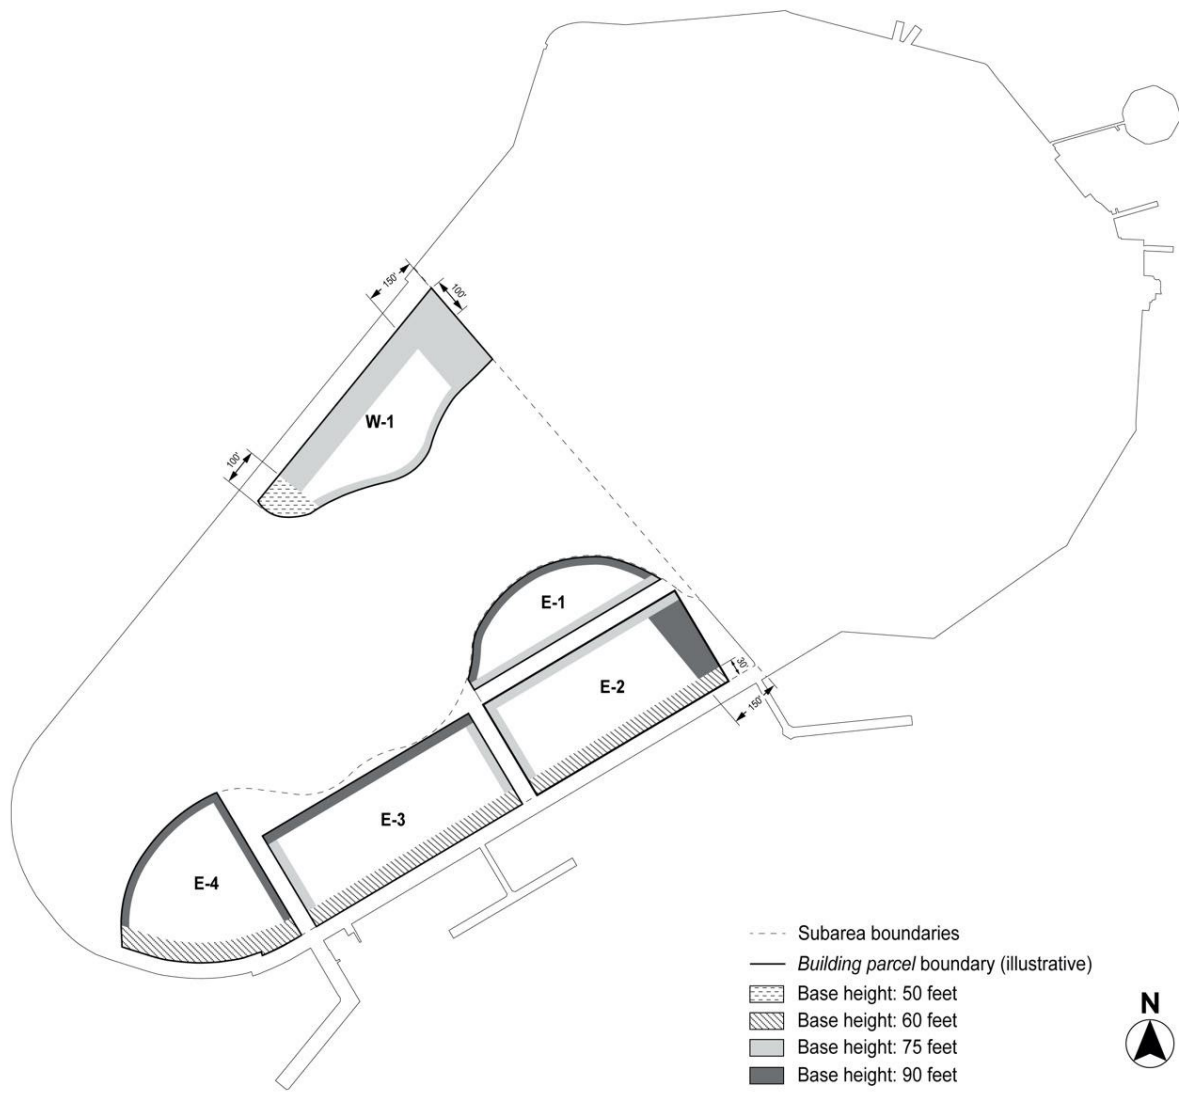 150'
100'
W-1
100'
E-1
E-2
30'
150'
E-3
E-4
Subarea boundaries
Building parcel boundary (illustrative)
Base height: 50 feet
Base height: 60 feet
Base height: 75 feet
Base height: 90 feet
N